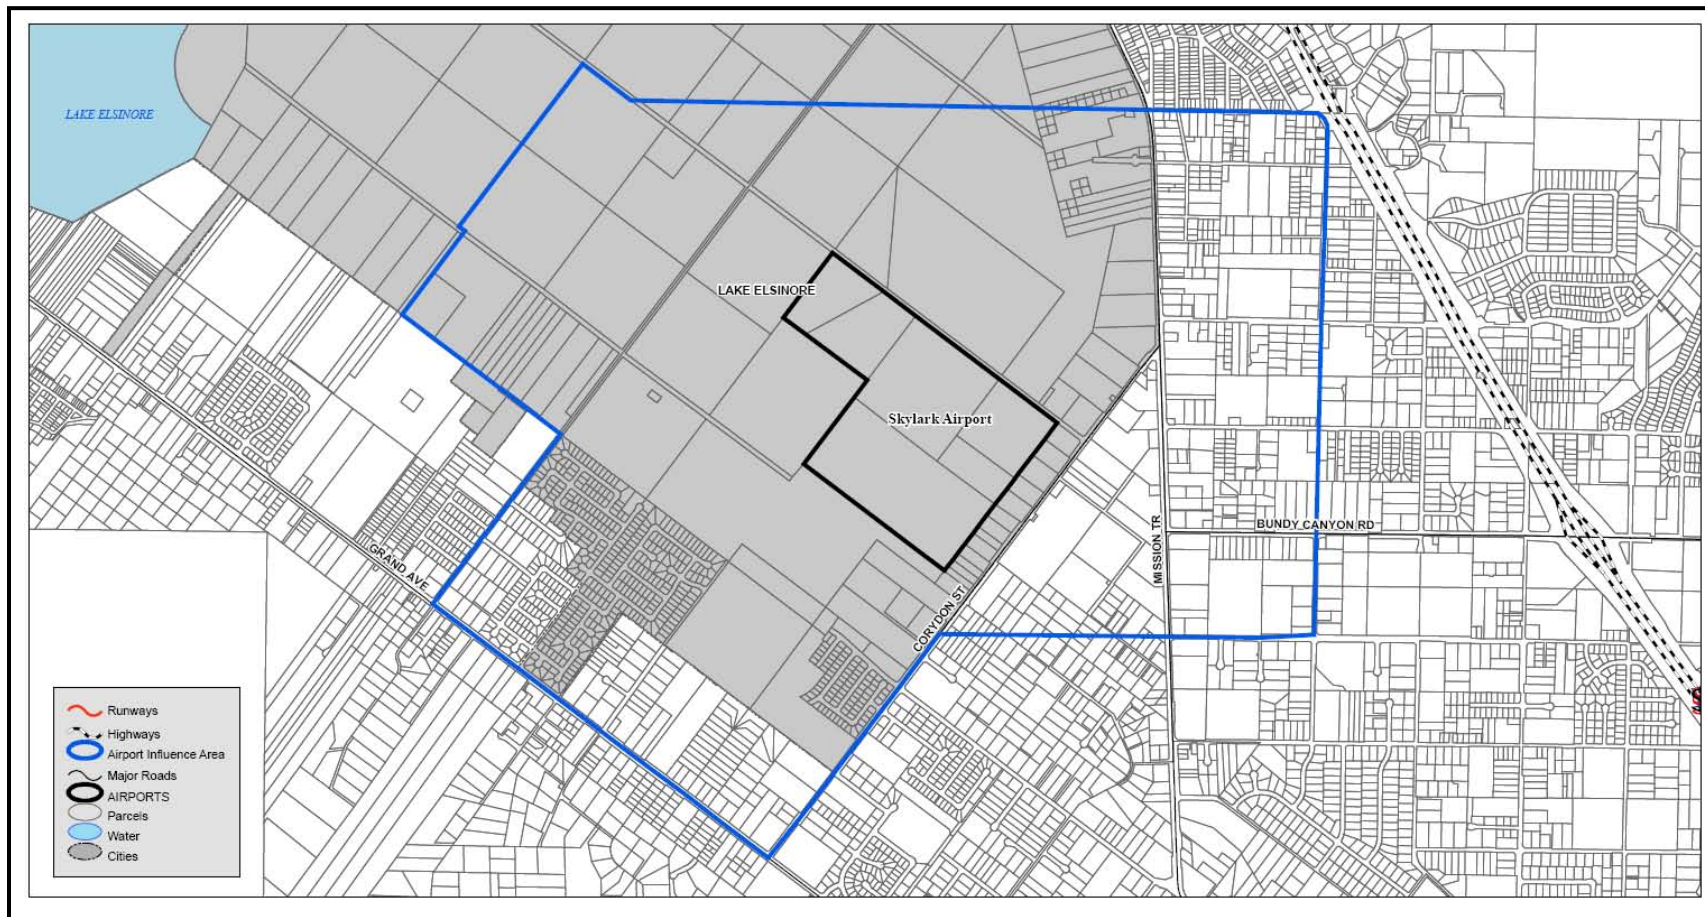 LAKE ELSINORE
LAKE ELSINORE
Skylark Airport
BUNDY CANYON RD
MISSION TR
GRAND AVE
CORYDON ST
Runways
Highways
Airport Influence Area
Major Roads
AIRPORTS
Parcels
Water
Cities